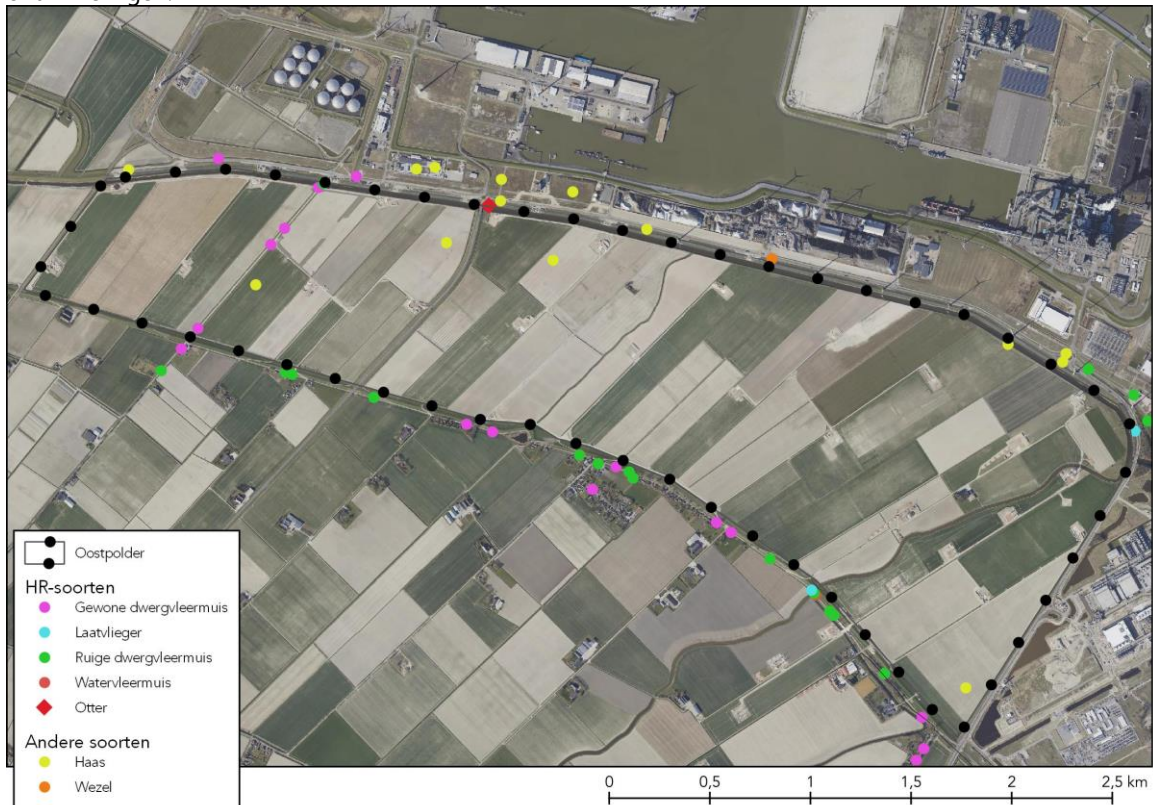 Oostpolder
HR-soorten
Gewone dwergvleermuis
Laatvlieger
Ruige dwergvleermuis
Watervleermuis
Otter
Andere soorten
Haas
Wezel
0 0,5 1 1,5 2 2,5 km